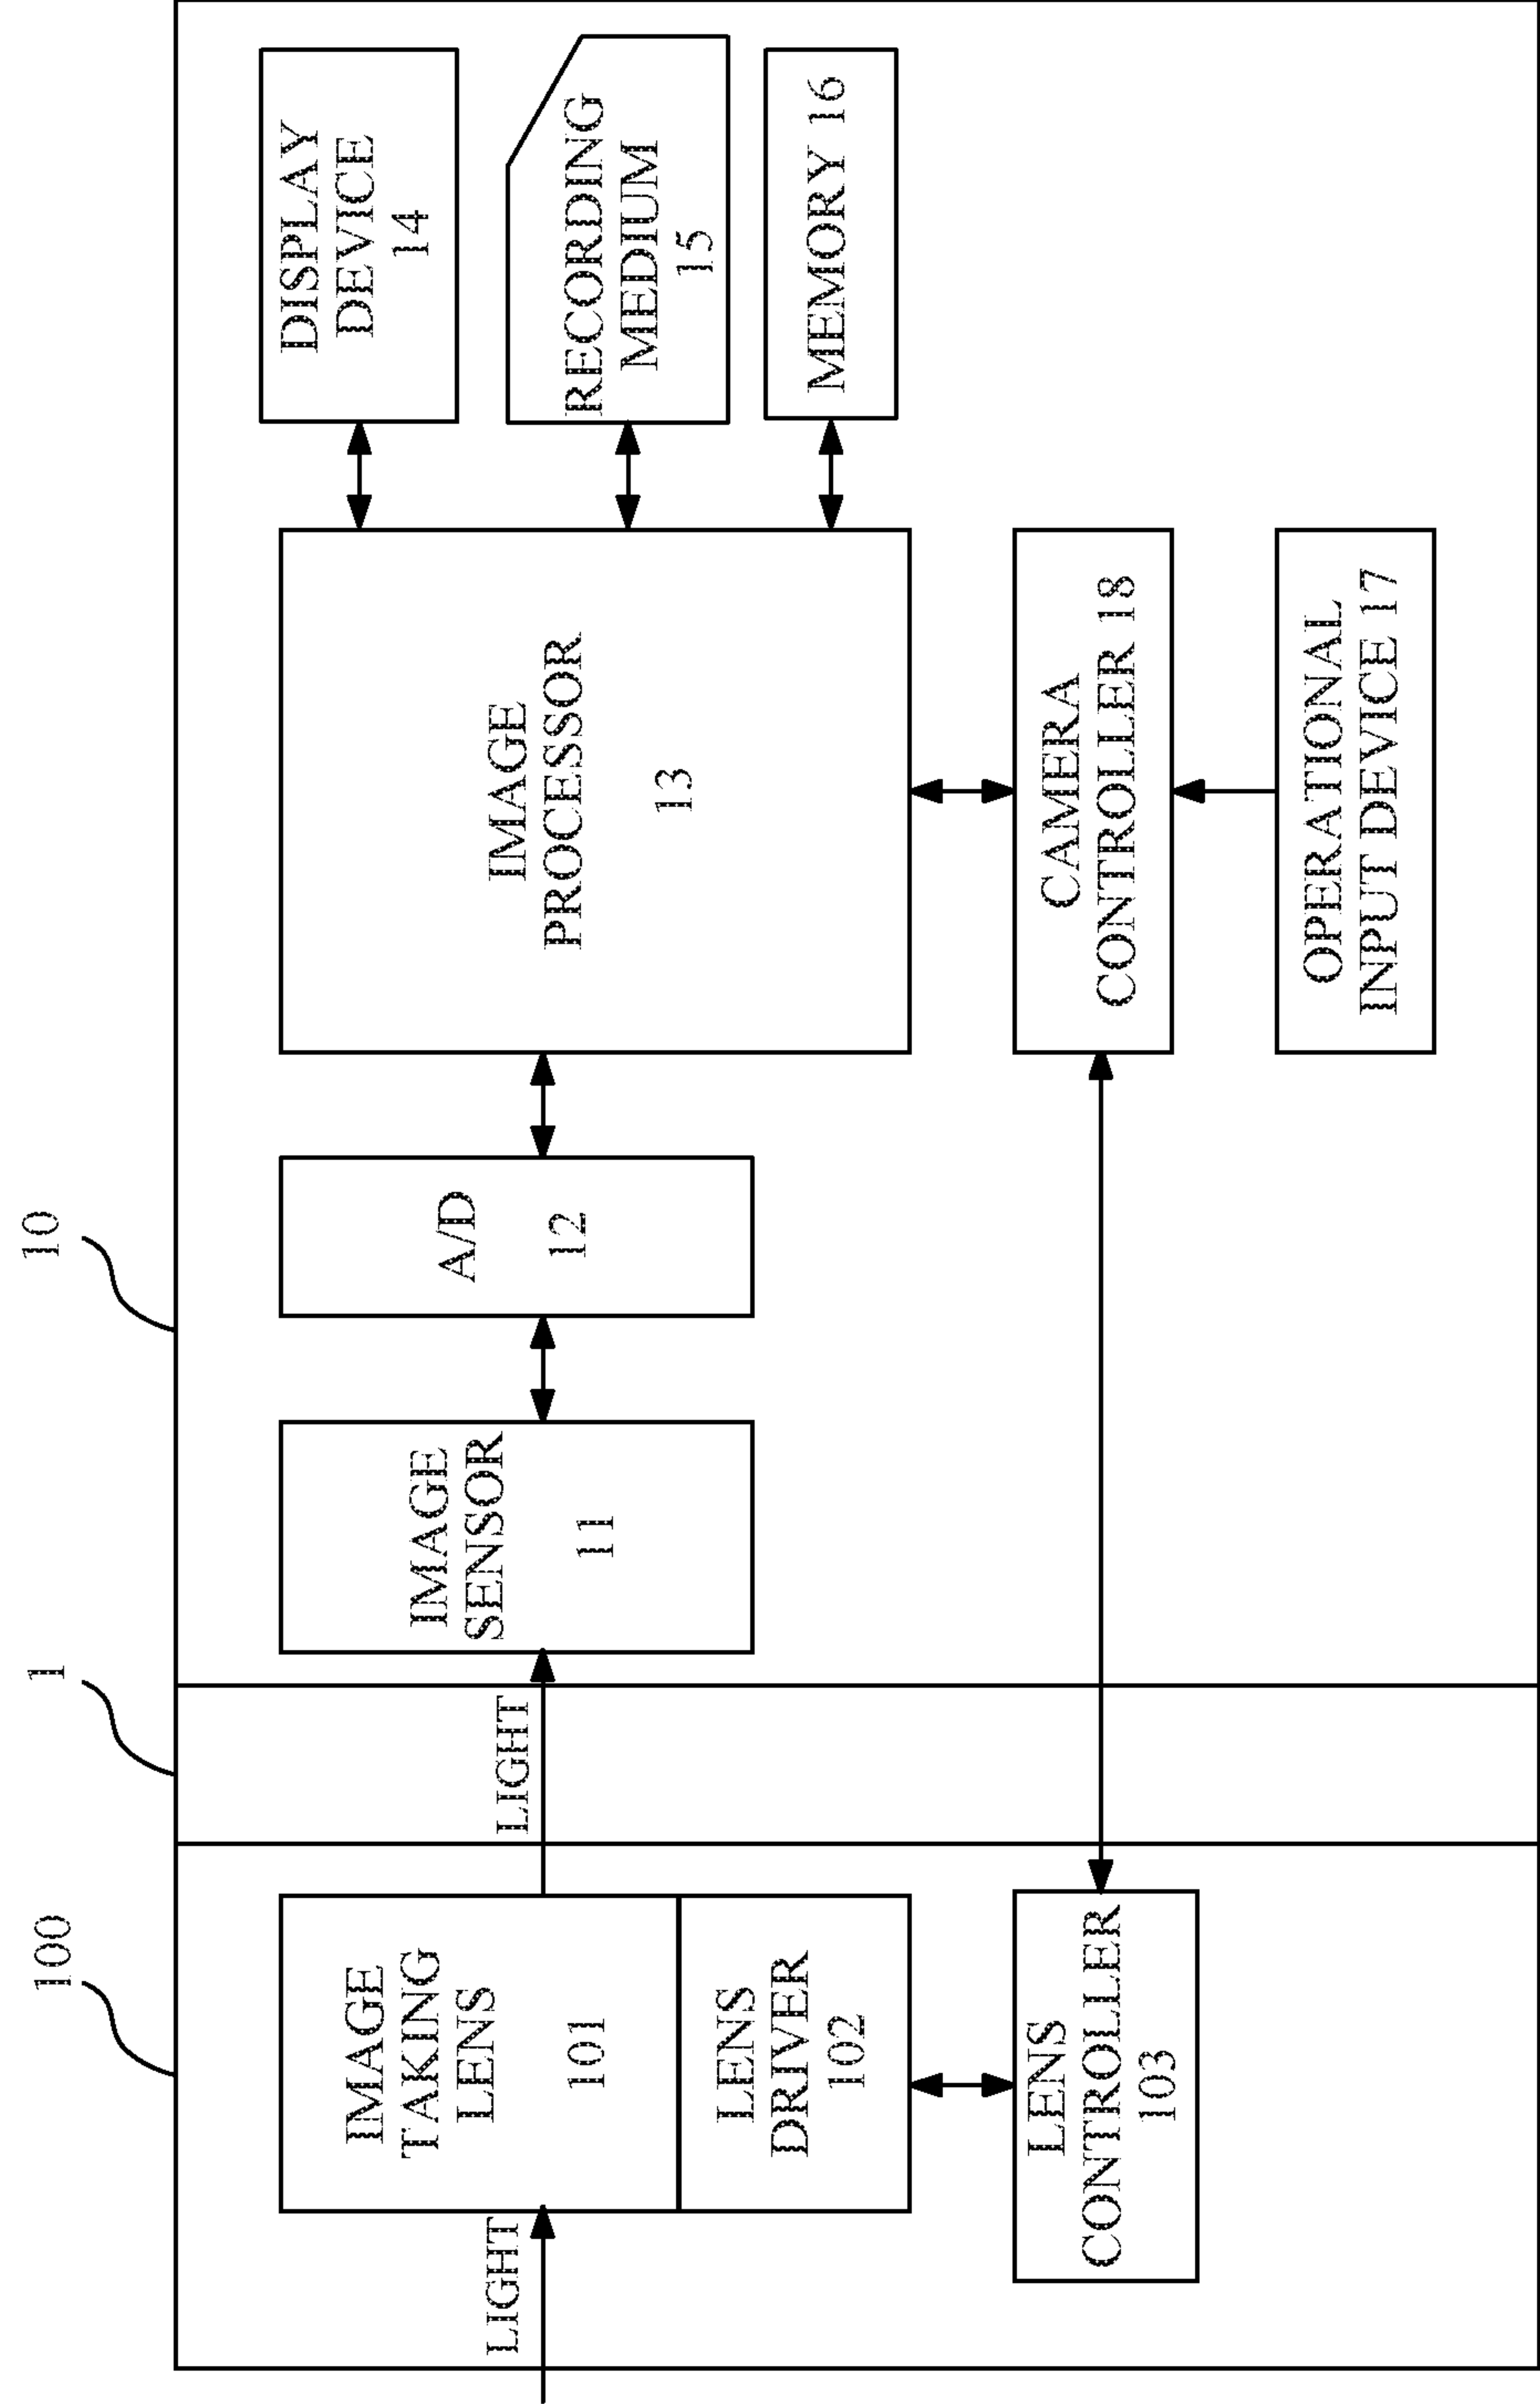 100
1
10
LIGHT
IMAGE
TAKING
LENS
101
LENS
DRIVER
102
LENS
CONTROLLER
103
LIGHT
IMAGE
SENSOR
11
A/D
12
IMAGE
PROCESSOR
13
CAMERA
CONTROLLER 18
OPERATIONAL
INPUT DEVICE 17
DISPLAY
DEVICE
14
RECORDING
MEDIUM
15
MEMORY 16